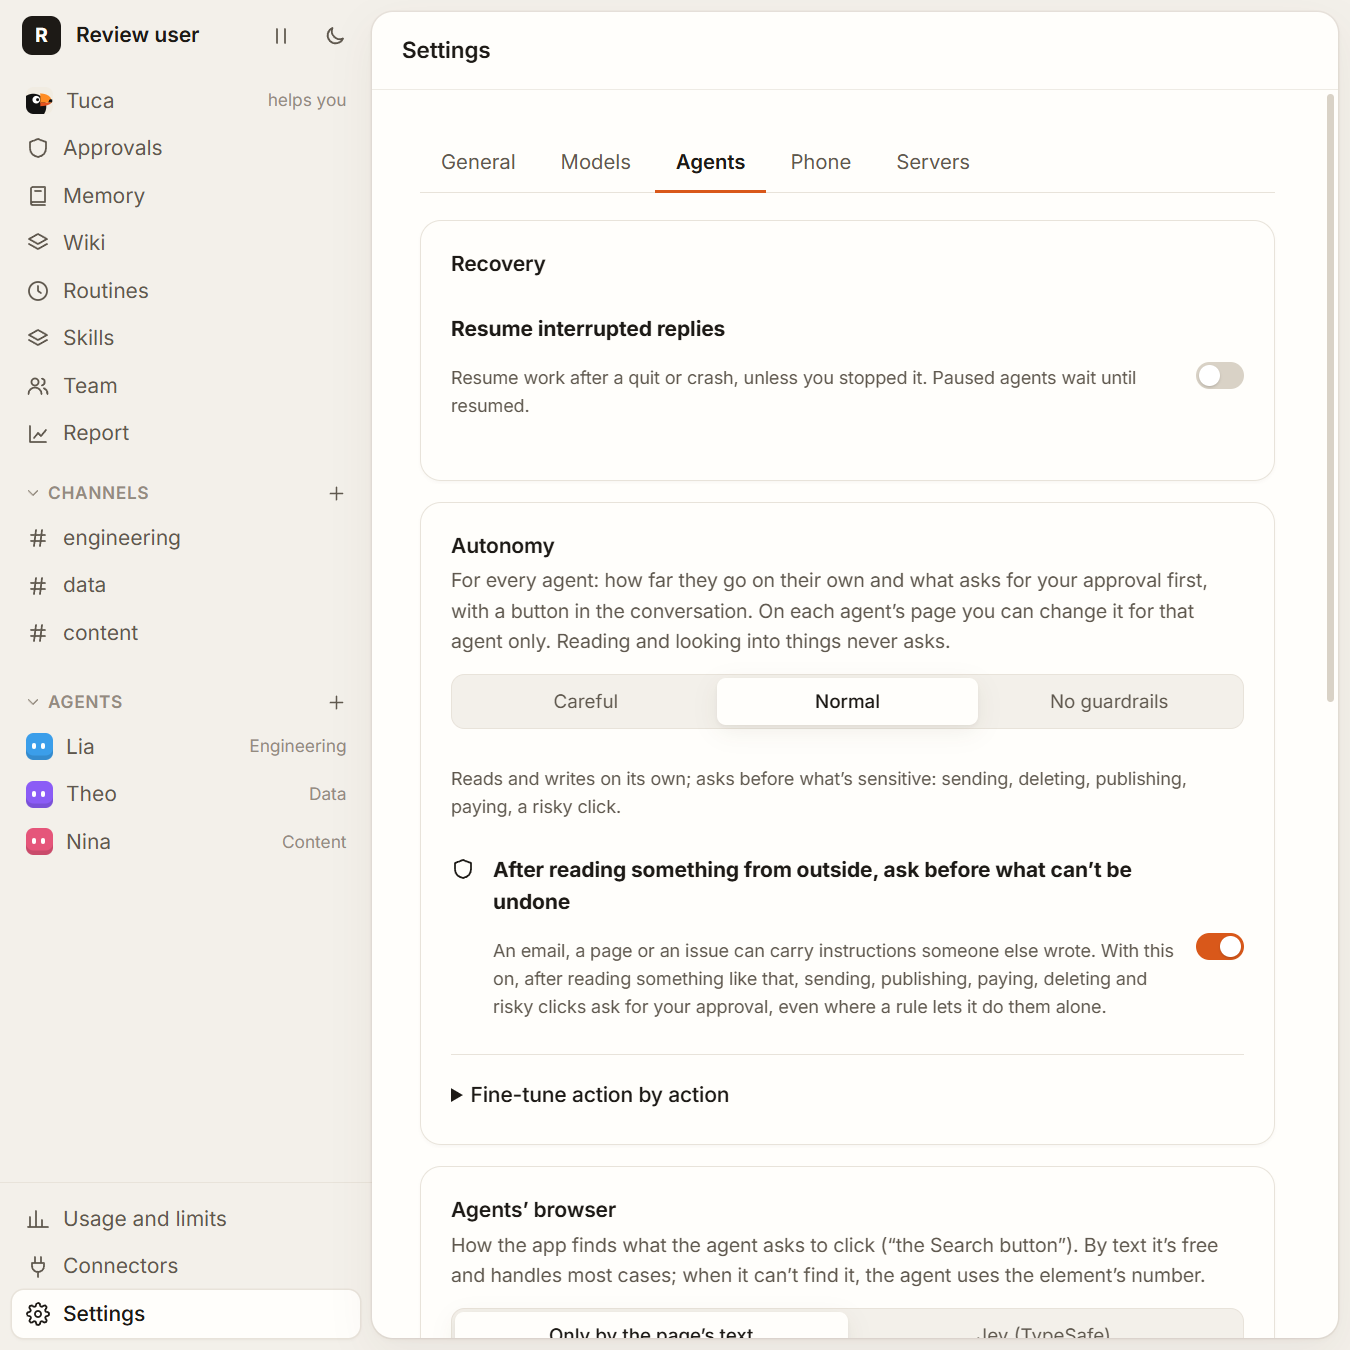 R Review user
Tuca helps you
Approvals
Memory
Wiki
Routines
Skills
Team
Report
CHANNELS
# engineering
# data
# content
AGENTS
Lia Engineering
Theo Data
Nina Content
Usage and limits
Connectors
Settings
Settings
General Models Agents Phone Servers
Recovery
Resume interrupted replies
Resume work after a quit or crash, unless you stopped it. Paused agents wait until
resumed.
Autonomy
For every agent: how far they go on their own and what asks for your approval first,
with a button in the conversation. On each agent’s page you can change it for that
agent only. Reading and looking into things never asks.
Careful Normal No guardrails
Reads and writes on its own; asks before what’s sensitive: sending, deleting, publishing,
paying, a risky click.
After reading something from outside, ask before what can’t be
undone
An email, a page or an issue can carry instructions someone else wrote. With this
on, after reading something like that, sending, publishing, paying, deleting and
risky clicks ask for your approval, even where a rule lets it do them alone.
Fine-tune action by action
Agents’ browser
How the app finds what the agent asks to click (“the Search button”). By text it’s free
and handles most cases; when it can’t find it, the agent uses the element’s number.
Only by the page’s text Jev (TypeSafe)